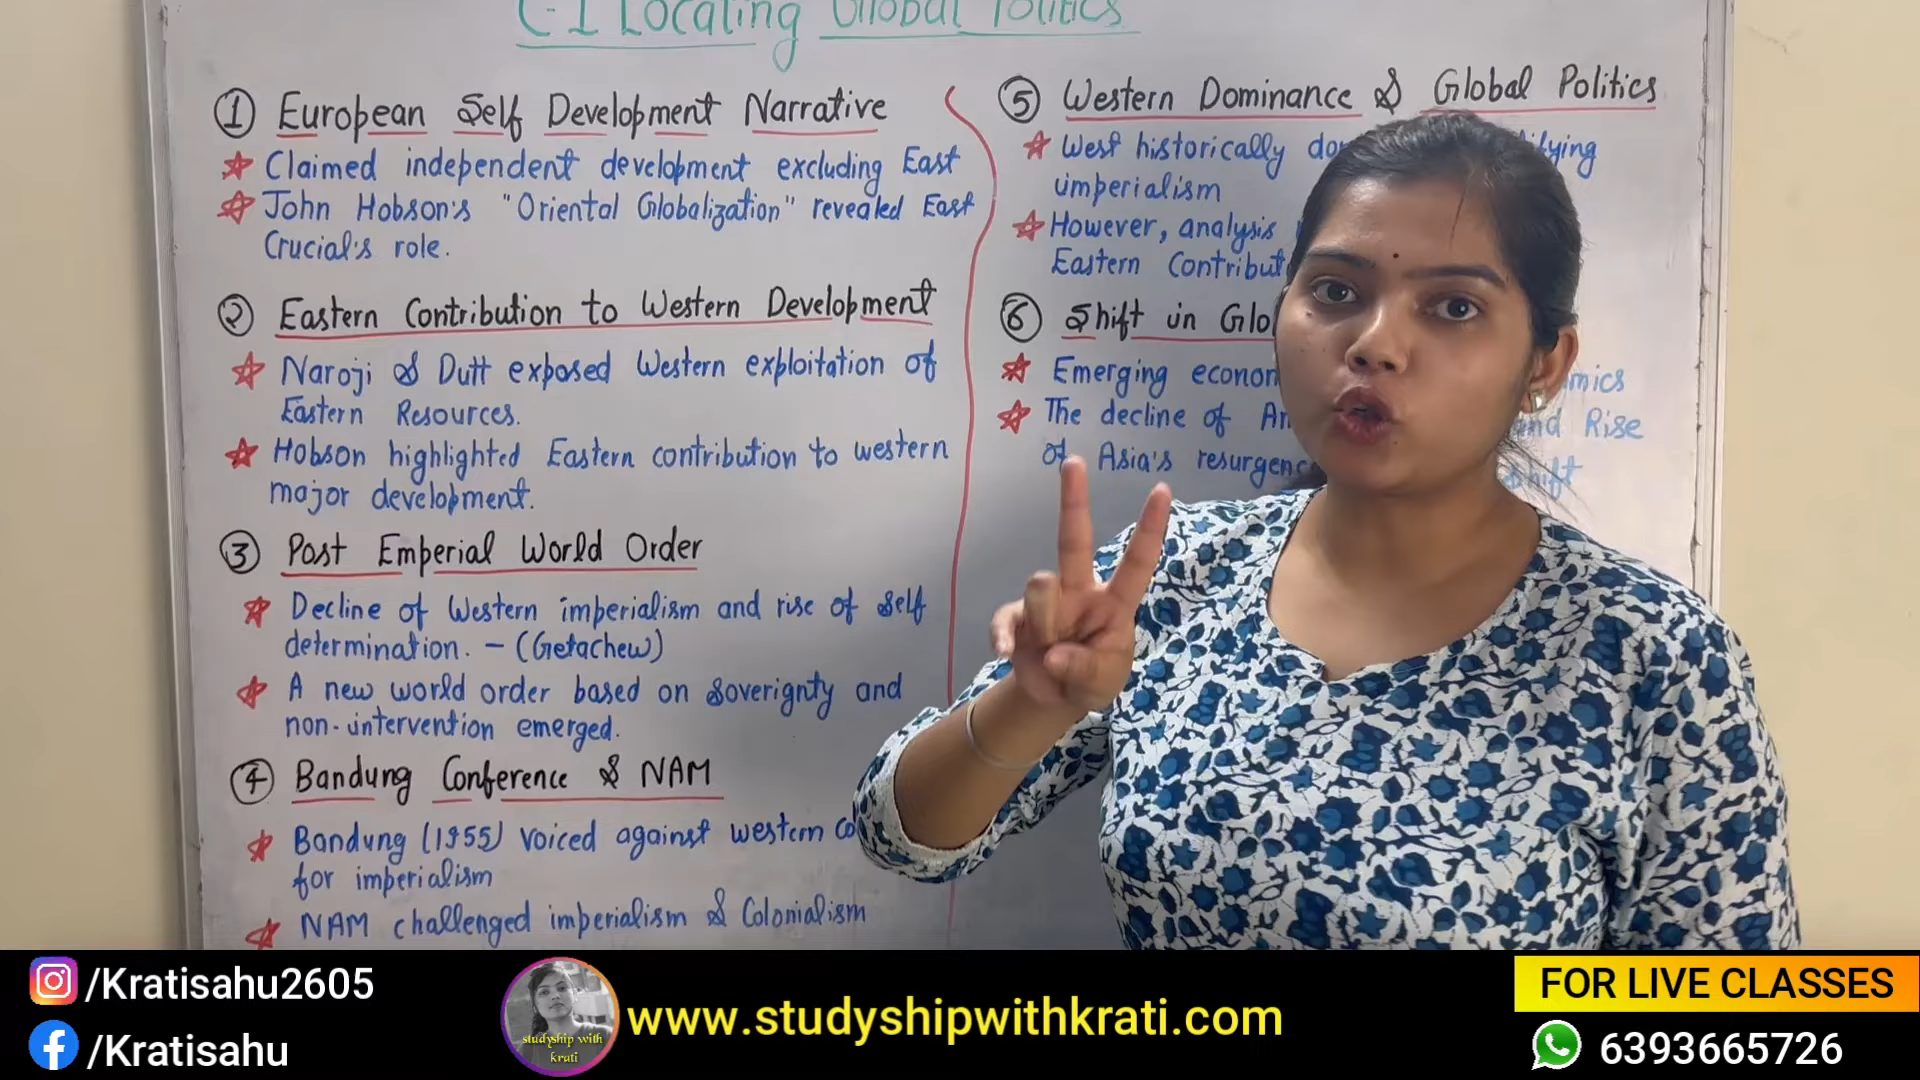 C-1 Locating Global Politics
① European Self Development Narrative
Claimed independent development excluding East
John Hobson's "Oriental Globalization" revealed East
Crucial's role.
② Eastern Contribution to Western Development
Naroji & Dutt exposed Western exploitation of
Eastern Resources.
Hobson highlighted Eastern contribution to western
major development.
③ Post Emperial World Order
Decline of Western imperialism and rise of Self
determination. - (Getachew)
A new world order based on Soverignty and
non-intervention emerged.
④ Bandung Conference & NAM
Bandung (1955) voiced against western
for imperialism
NAM challenged imperialism & Colonialism
⑤ Western Dominance & Global Politics
West historically
imperialism
However, analysis
Eastern
⑥ Shift in
Emerging
The decline of and Rise
of Asia's
/Kratisahu2605
/Kratisahu
studyship with
krati
www.studyshipwithkrati.com
FOR LIVE CLASSES
6393665726